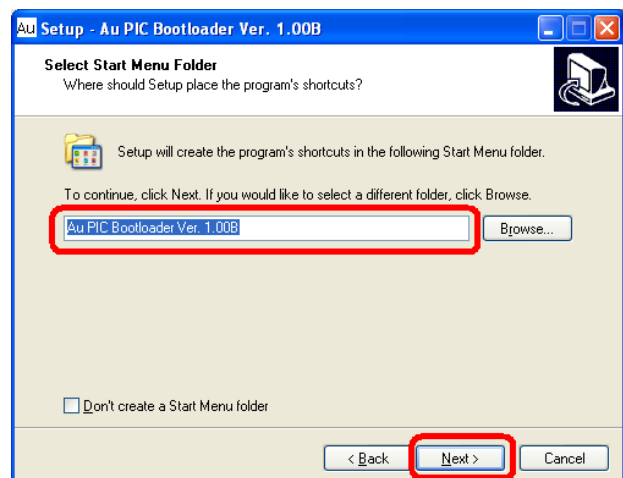 Au Setup - Au PIC Bootloader Ver. 1.00B
Select Start Menu Folder
Where should Setup place the program's shortcuts?
Setup will create the program's shortcuts in the following Start Menu folder.
To continue, click Next. If you would like to select a different folder, click Browse.
Au PIC Bootloader Ver. 1.00B
Browse...
Don't create a Start Menu folder
< Back Next > Cancel